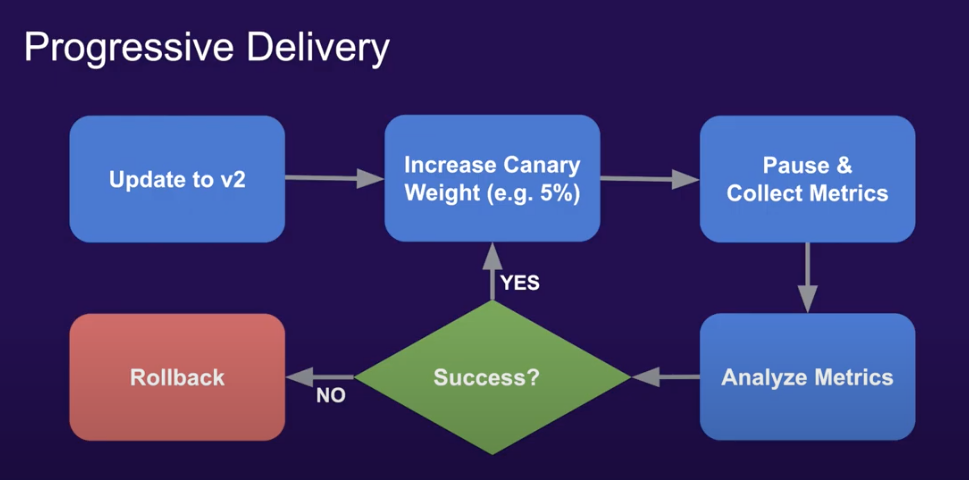 Progressive Delivery
Update to v2
Increase Canary
Weight (e.g. 5%)
Pause &
Collect Metrics
YES
Rollback
NO
Success?
Analyze Metrics